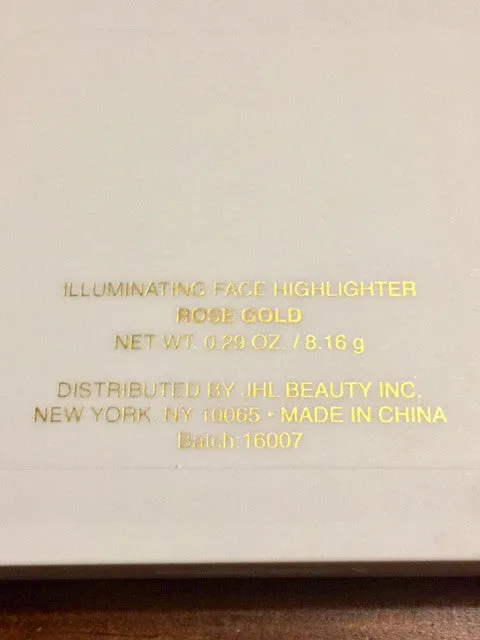 ILLUMINATING FACE HIGHLIGHTER
ROSE GOLD
NET WT. 0.29 OZ. / 8.16 g
DISTRIBUTED BY JHL BEAUTY INC.
NEW YORK, NY 10065 • MADE IN CHINA
Batch:16007